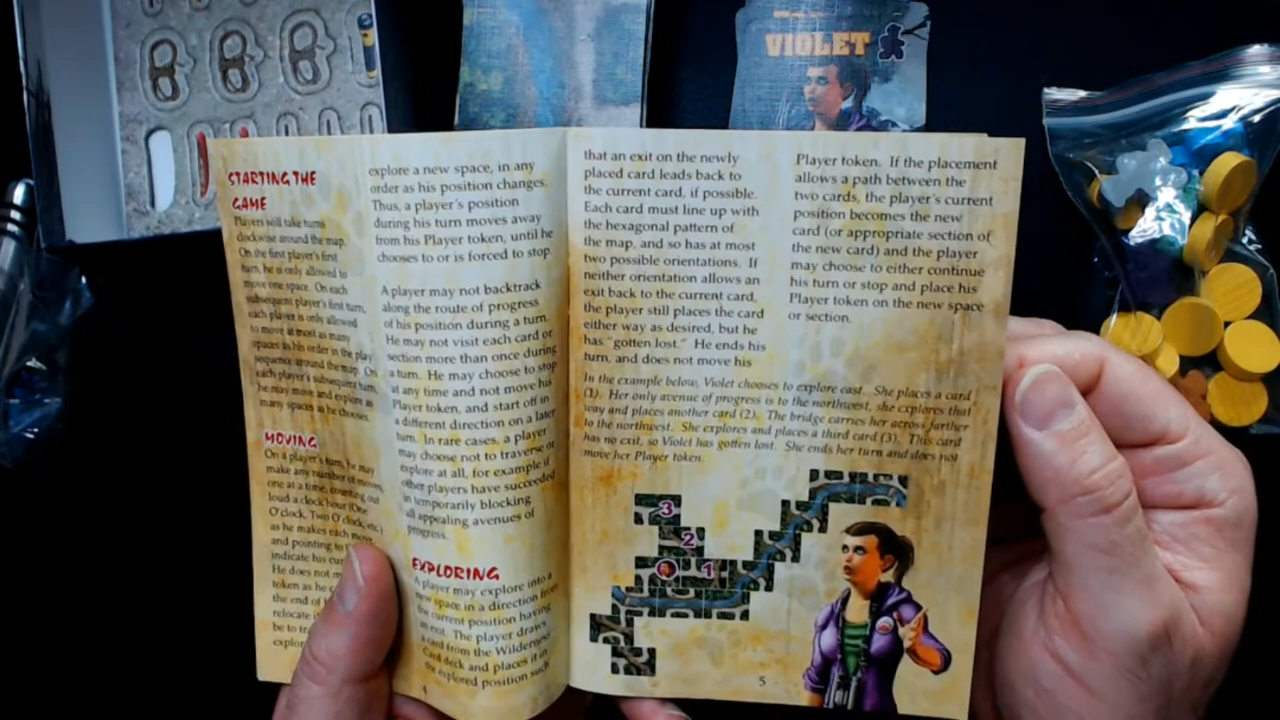 VIOLET
STARTING THE
GAME
Players will take turns
clockwise around the map.
On the first player's first
turn, he is only allowed to
move one space. On each
subsequent player's first turn,
each player is only allowed
to move at most as many
spaces as his order in the play
sequence around the map. On
each player's subsequent turn,
he may move and explore as
many spaces as he chooses.
MOVING
On a player's turn, he may
make any number of moves,
one at a time, counting out
loud a clock hour (One
O'clock, Two O'clock, etc.)
as he makes each move
and pointing to
indicate his cur
He does not m
token as he
the end of
relocate
be to tr
explor
explore a new space, in any
order as his position changes.
Thus, a player's position
during his turn moves away
from his Player token, until he
chooses to or is forced to stop.
A player may not backtrack
along the route of progress
of his position during a turn.
He may not visit each card or
section more than once during
a turn. He may choose to stop
at any time and not move his
Player token, and start off in
a different direction on a later
turn. In rare cases, a player
may choose not to traverse or
explore at all, for example if
other players have succeeded
in temporarily blocking
all appealing avenues of
progress.
EXPLORING
A player may explore into a
new space in a direction from
the current position having
an exit. The player draws
a card from the Wilderness
Card deck and places it in
the explored position such
4
that an exit on the newly
placed card leads back to
the current card, if possible.
Each card must line up with
the hexagonal pattern of
the map, and so has at most
two possible orientations. If
neither orientation allows an
exit back to the current card,
the player still places the card
either way as desired, but he
has "gotten lost." He ends his
turn, and does not move his
Player token. If the placement
allows a path between the
two cards, the player's current
position becomes the new
card (or appropriate section of
the new card) and the player
may choose to either continue
his turn or stop and place his
Player token on the new space
or section.
In the example below, Violet chooses to explore east. She places a card
(1). Her only avenue of progress is to the northwest, she explores that
way and places another card (2). The bridge carries her across farther
to the northwest. She explores and places a third card (3). This card
has no exit, so Violet has gotten lost. She ends her turn and does not
move her Player token.
3
2
1
5